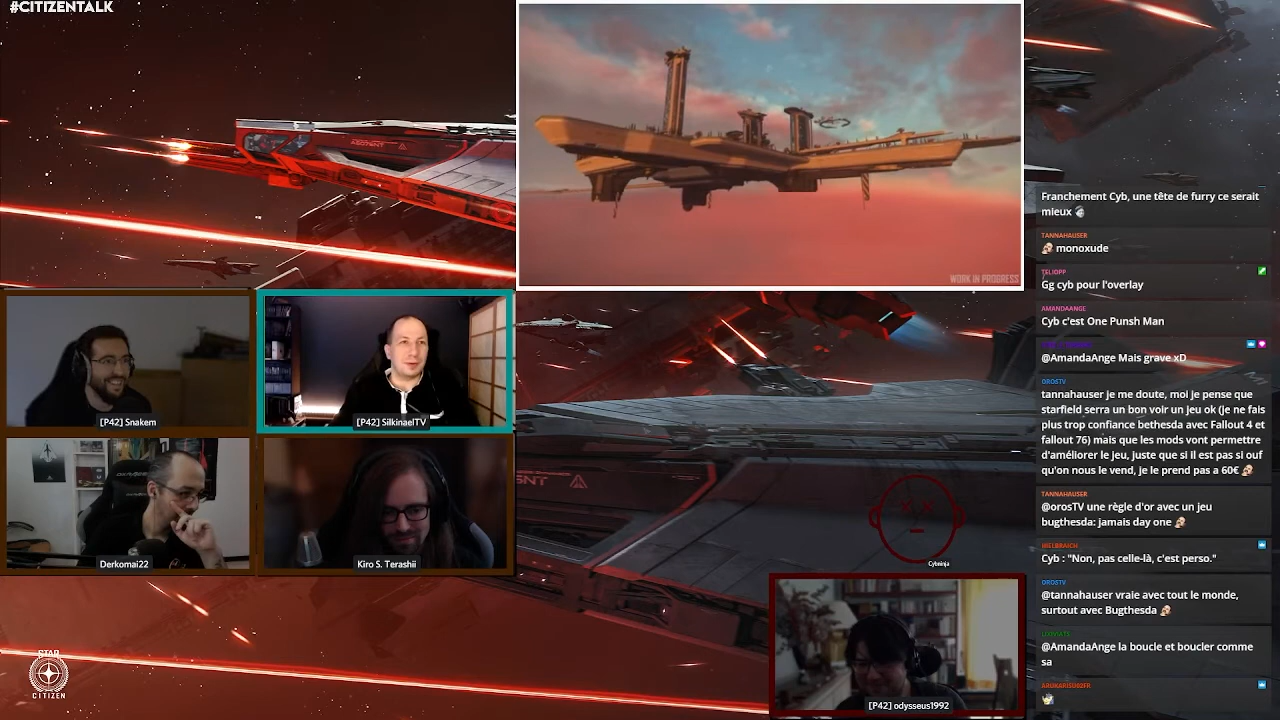 #CITIZENTALK
WORK IN PROGRESS
[P42] Snakem
[P42] SilkinaelTV
Derkomai22
Kiro S. Terashii
Cybninja
[P42] odysseus1992
STAR
CITIZEN
Franchement Cyb, une tête de furry ce serait
mieux
TANNAHAUSER
monoxude
TELIOPP
Gg cyb pour l'overlay
AMANDAANGE
Cyb c'est One Punsh Man
@AmandaAnge Mais grave xD
OROSTV
tannahauser je me doute, moi je pense que
starfield serra un bon voir un jeu ok (je ne fais
plus trop confiance bethesda avec Fallout 4 et
fallout 76) mais que les mods vont permettre
d'améliorer le jeu, juste que si il est pas si ouf
qu'on nous le vend, je le prend pas a 60€
TANNAHAUSER
@orosTV une règle d'or avec un jeu
bugthesda: jamais day one
Cyb : "Non, pas celle-là, c'est perso."
OROSTV
@tannahauser vraie avec tout le monde,
surtout avec Bugthesda
@AmandaAnge la boucle et boucler comme
sa